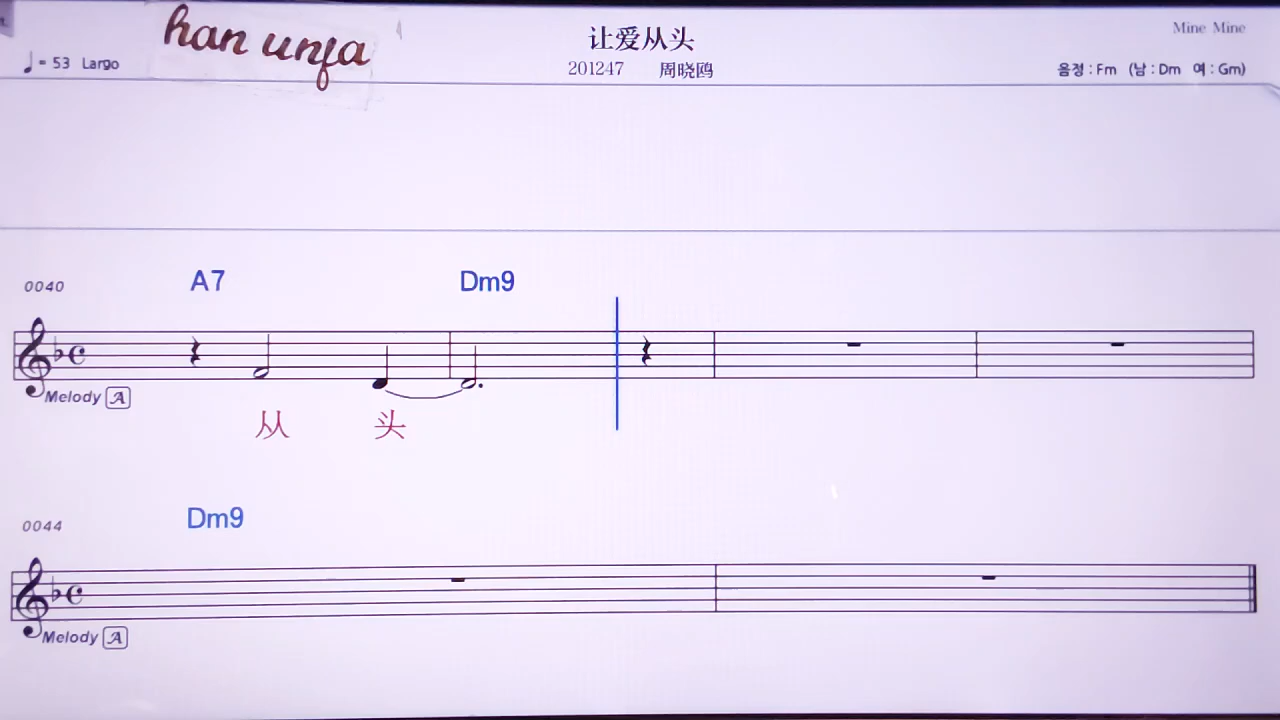 han unfa
让爱从头
Mine Mine
♩= 53 Largo
201247 周晓鸥
음정 : Fm (남 : Dm 여 : Gm)
0040 A7 Dm9
Melody A
从 头
0044 Dm9
Melody A